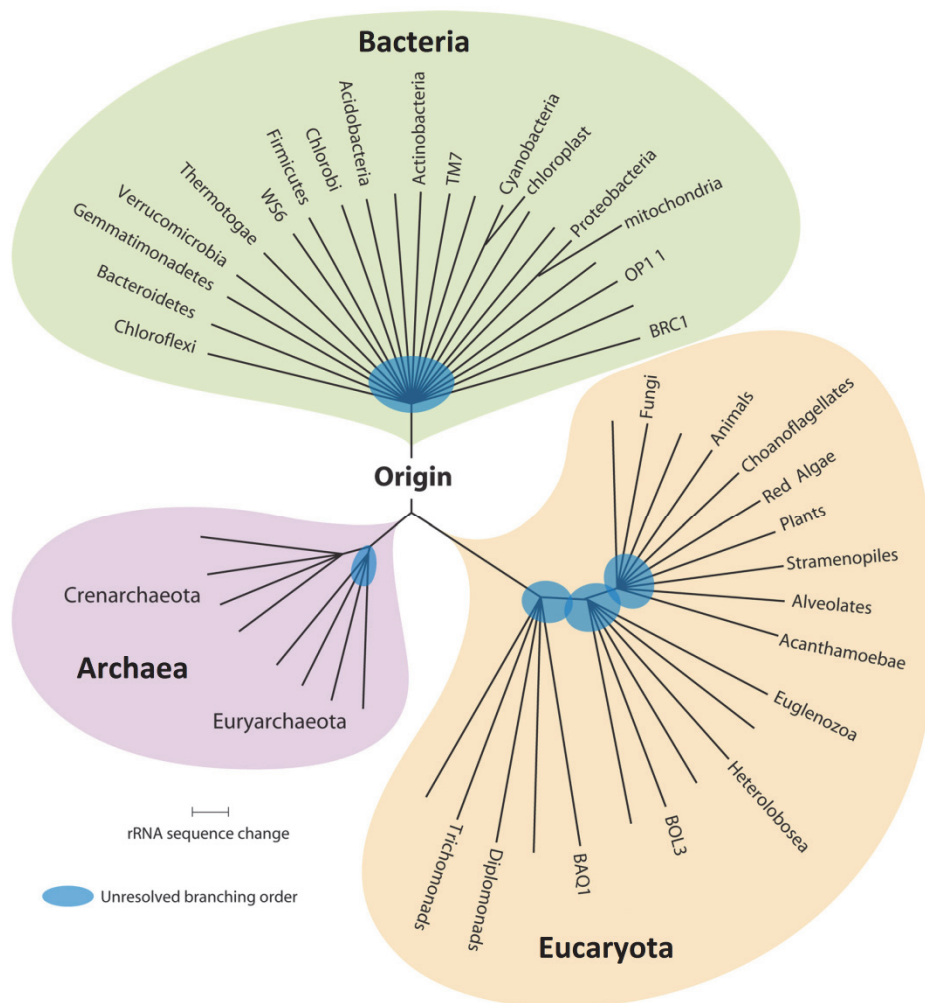 Bacteria
Chloroflexi
Bacteroidetes
Gemmatimonadetes
Verrucomicrobia
Thermotogae
WS6
Firmicutes
Chlorobi
Acidobacteria
Actinobacteria
TM7
Cyanobacteria
chloroplast
Proteobacteria
mitochondria
OP1 1
BRC1
Origin
Crenarchaeota
Archaea
Euryarchaeota
Fungi
Animals
Choanoflagellates
Red Algae
Plants
Stramenopiles
Alveolates
Acanthamoebae
Euglenozoa
Heterolobosea
BOL3
BAQ1
Diplomonads
Trichomonads
Eucaryota
rRNA sequence change
Unresolved branching order